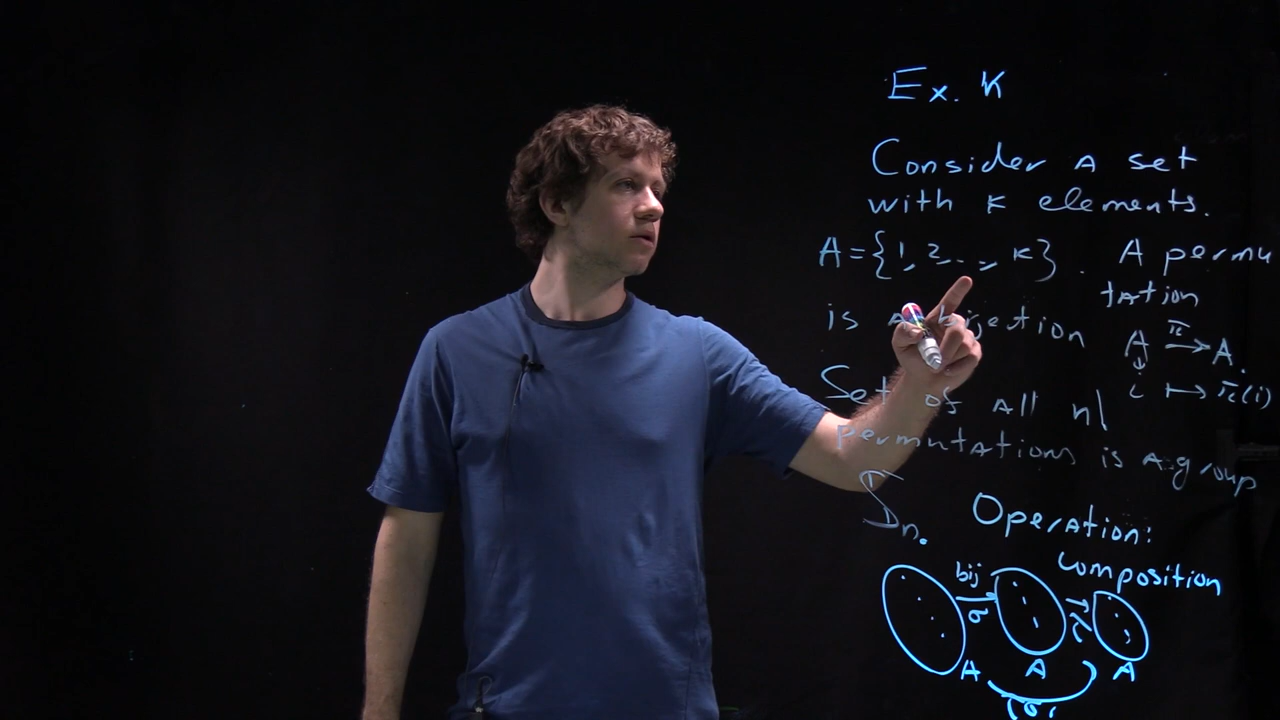 Ex. K
Consider a set
with K elements.
A = {1, 2, .., K}. A permu
tation
is a bijection A π→ A.
i ↦ π(i)
Set of all n!
permutations is a group
Sn. Operation:
composition
bij
σ
A A A